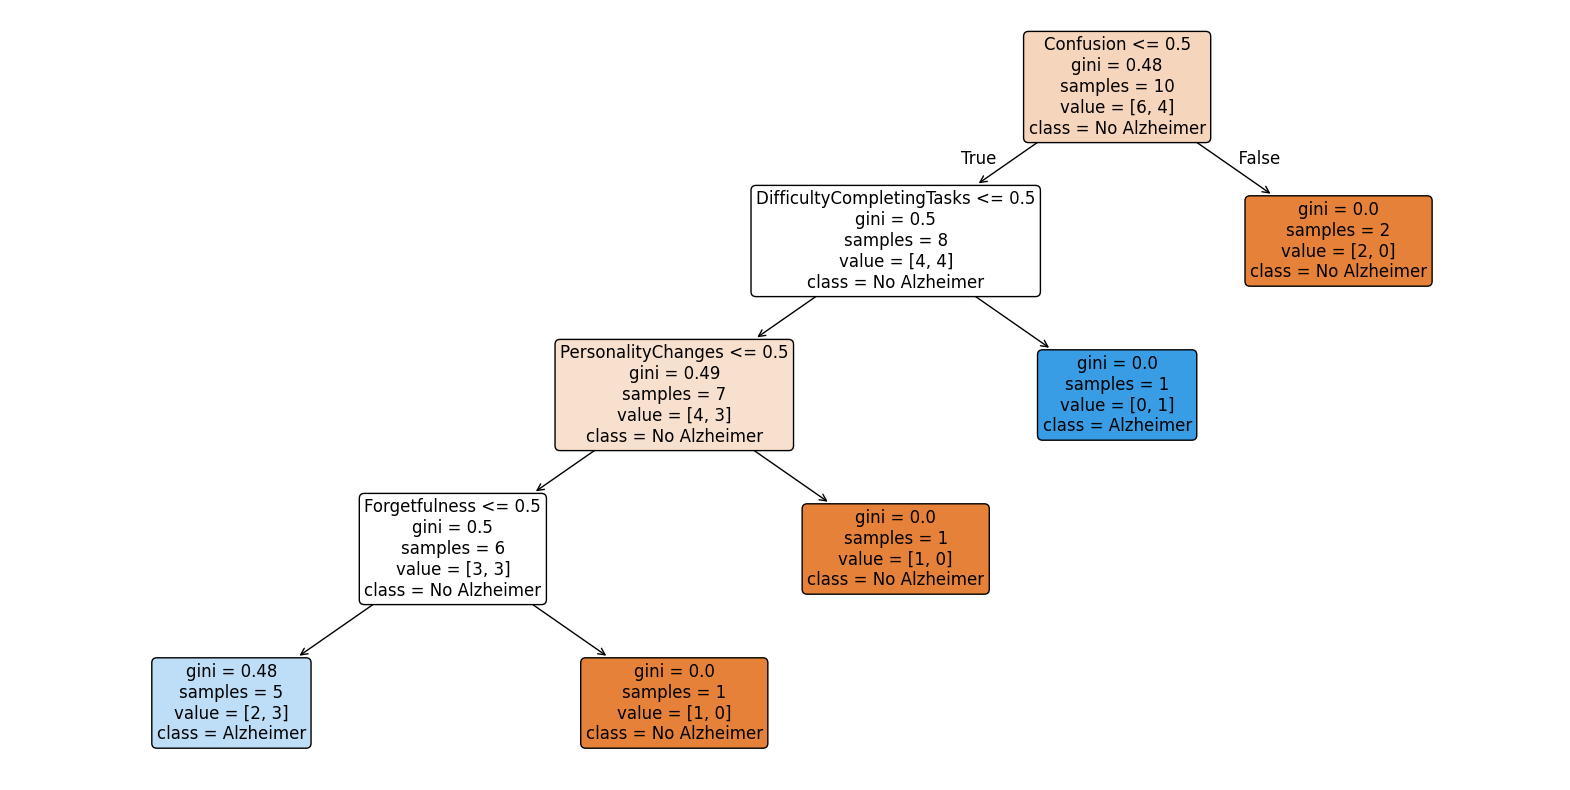 Confusion <= 0.5
gini = 0.48
samples = 10
value = [6, 4]
class = No Alzheimer
True
False
DifficultyCompletingTasks <= 0.5
gini = 0.5
samples = 8
value = [4, 4]
class = No Alzheimer
gini = 0.0
samples = 2
value = [2, 0]
class = No Alzheimer
PersonalityChanges <= 0.5
gini = 0.49
samples = 7
value = [4, 3]
class = No Alzheimer
gini = 0.0
samples = 1
value = [0, 1]
class = Alzheimer
Forgetfulness <= 0.5
gini = 0.5
samples = 6
value = [3, 3]
class = No Alzheimer
gini = 0.0
samples = 1
value = [1, 0]
class = No Alzheimer
gini = 0.48
samples = 5
value = [2, 3]
class = Alzheimer
gini = 0.0
samples = 1
value = [1, 0]
class = No Alzheimer